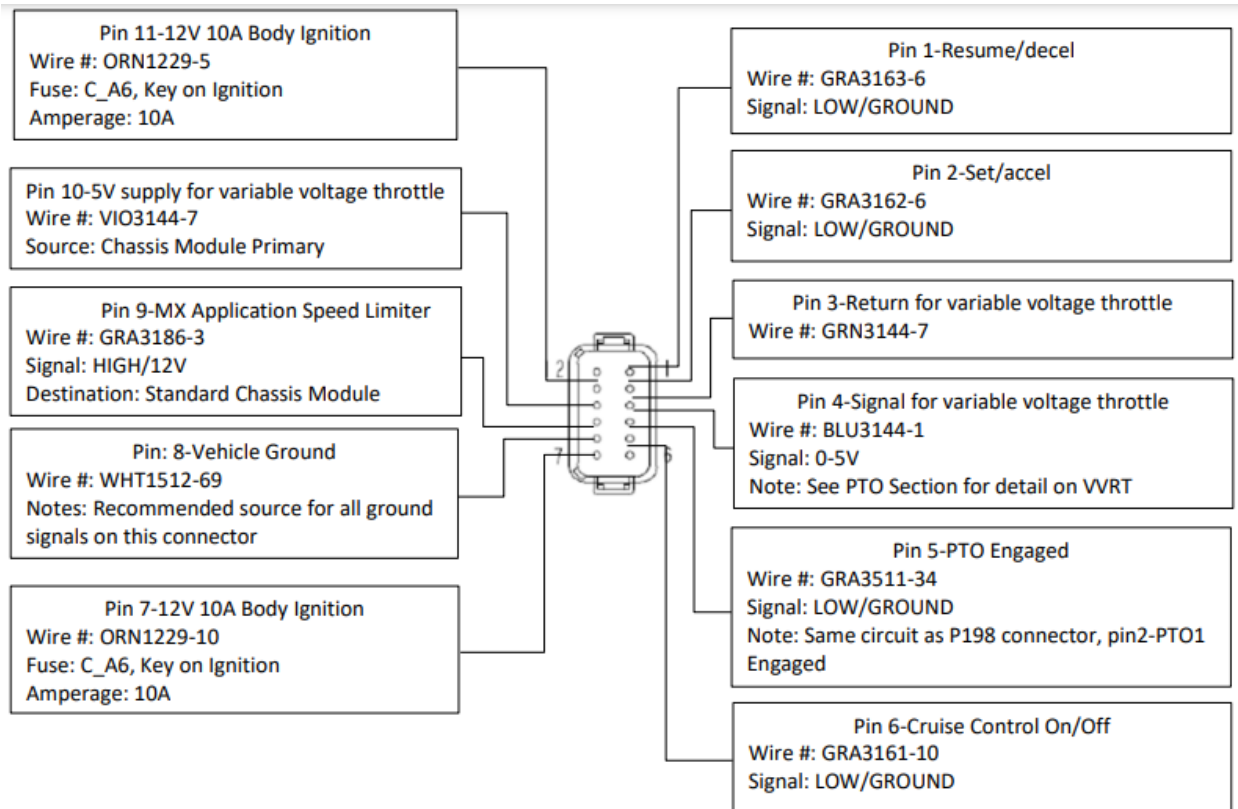 Pin 11-12V 10A Body Ignition
Wire #: ORN1229-5
Fuse: C_A6, Key on Ignition
Amperage: 10A
Pin 10-5V supply for variable voltage throttle
Wire #: VIO3144-7
Source: Chassis Module Primary
Pin 9-MX Application Speed Limiter
Wire #: GRA3186-3
Signal: HIGH/12V
Destination: Standard Chassis Module
Pin: 8-Vehicle Ground
Wire #: WHT1512-69
Notes: Recommended source for all ground
signals on this connector
Pin 7-12V 10A Body Ignition
Wire #: ORN1229-10
Fuse: C_A6, Key on Ignition
Amperage: 10A
2
1
7
6
Pin 1-Resume/decel
Wire #: GRA3163-6
Signal: LOW/GROUND
Pin 2-Set/accel
Wire #: GRA3162-6
Signal: LOW/GROUND
Pin 3-Return for variable voltage throttle
Wire #: GRN3144-7
Pin 4-Signal for variable voltage throttle
Wire #: BLU3144-1
Signal: 0-5V
Note: See PTO Section for detail on VVRT
Pin 5-PTO Engaged
Wire #: GRA3511-34
Signal: LOW/GROUND
Note: Same circuit as P198 connector, pin2-PTO1
Engaged
Pin 6-Cruise Control On/Off
Wire #: GRA3161-10
Signal: LOW/GROUND